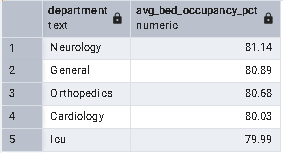 department avg_bed_occupancy_pct
text numeric
1 Neurology 81.14
2 General 80.89
3 Orthopedics 80.68
4 Cardiology 80.03
5 Icu 79.99